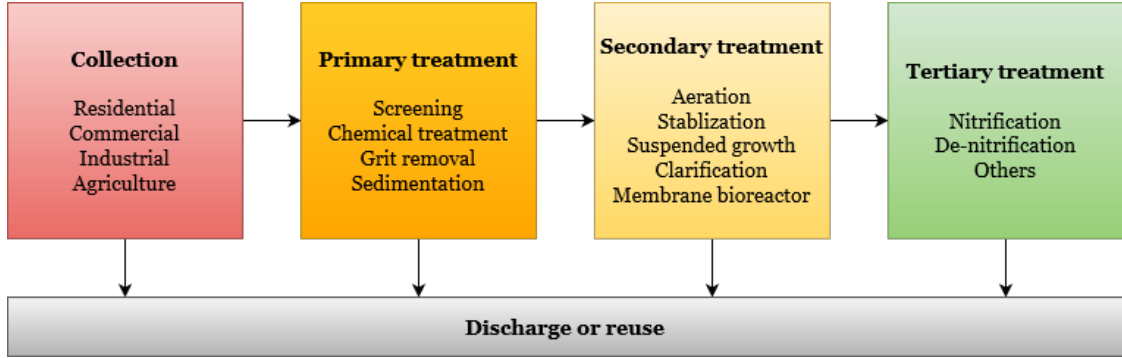 Collection
Residential
Commercial
Industrial
Agriculture
Primary treatment
Screening
Chemical treatment
Grit removal
Sedimentation
Secondary treatment
Aeration
Stablization
Suspended growth
Clarification
Membrane bioreactor
Tertiary treatment
Nitrification
De-nitrification
Others
Discharge or reuse